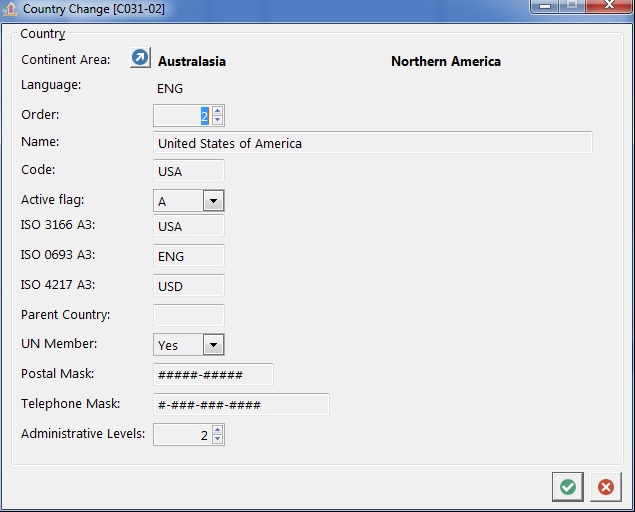 Country Change [C031-02]
Country
Continent Area: Australasia Northern America
Language: ENG
Order: 2
Name: United States of America
Code: USA
Active flag: A
ISO 3166 A3: USA
ISO 0693 A3: ENG
ISO 4217 A3: USD
Parent Country:
UN Member: Yes
Postal Mask: #####-#####
Telephone Mask: #-###-###-####
Administrative Levels: 2